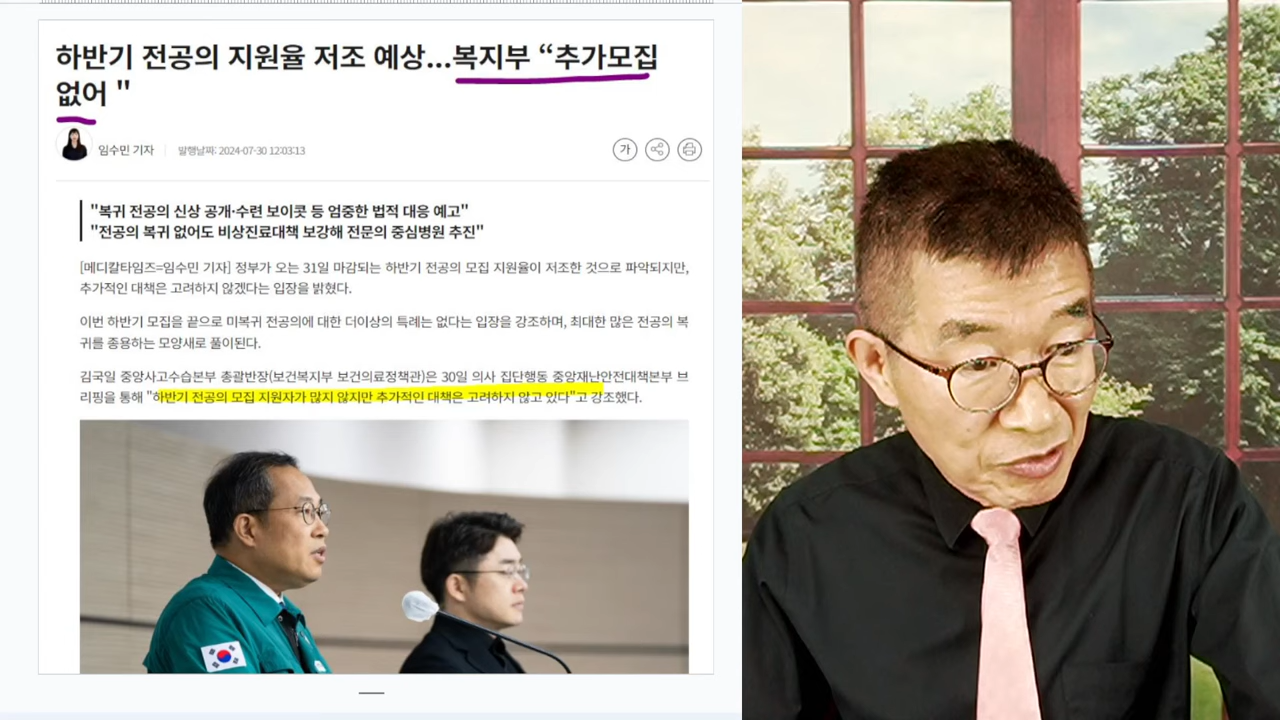 하반기 전공의 지원율 저조 예상...복지부 “추가모집
없어 "
임수민 기자
발행날짜: 2024-07-30 12:03:13
가
"복귀 전공의 신상 공개·수련 보이콧 등 엄중한 법적 대응 예고"
"전공의 복귀 없어도 비상진료대책 보강해 전문의 중심병원 추진"
[메디칼타임즈=임수민 기자] 정부가 오는 31일 마감되는 하반기 전공의 모집 지원율이 저조한 것으로 파악되지만,
추가적인 대책은 고려하지 않겠다는 입장을 밝혔다.
이번 하반기 모집을 끝으로 미복귀 전공의에 대한 더이상의 특례는 없다는 입장을 강조하며, 최대한 많은 전공의 복
귀를 종용하는 모양새로 풀이된다.
김국일 중앙사고수습본부 총괄반장(보건복지부 보건의료정책관)은 30일 의사 집단행동 중앙재난안전대책본부 브
리핑을 통해 "하반기 전공의 모집 지원자가 많지 않지만 추가적인 대책은 고려하지 않고 있다"고 강조했다.